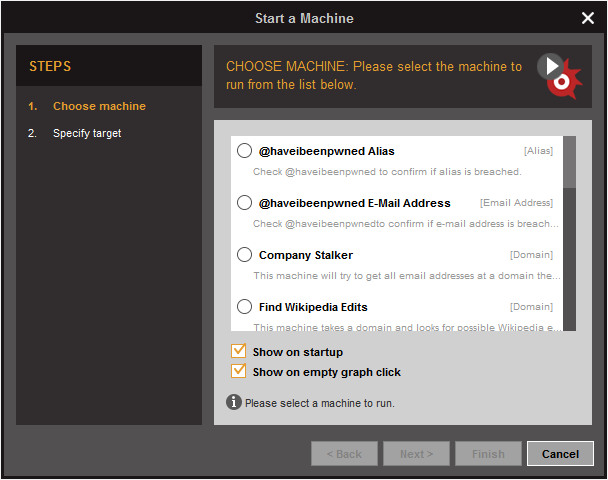 Start a Machine
STEPS
1. Choose machine
2. Specify target
CHOOSE MACHINE: Please select the machine to
run from the list below.
@haveibeenpwned Alias [Alias]
Check @haveibeenpwned to confirm if alias is breached.
@haveibeenpwned E-Mail Address [Email Address]
Check @haveibeenpwnedto confirm if e-mail address is breach...
Company Stalker [Domain]
This machine will try to get all email addresses at a domain the...
Find Wikipedia Edits [Domain]
This machine takes a domain and looks for possible Wikipedia e...
Show on startup
Show on empty graph click
Please select a machine to run.
< Back Next > Finish Cancel